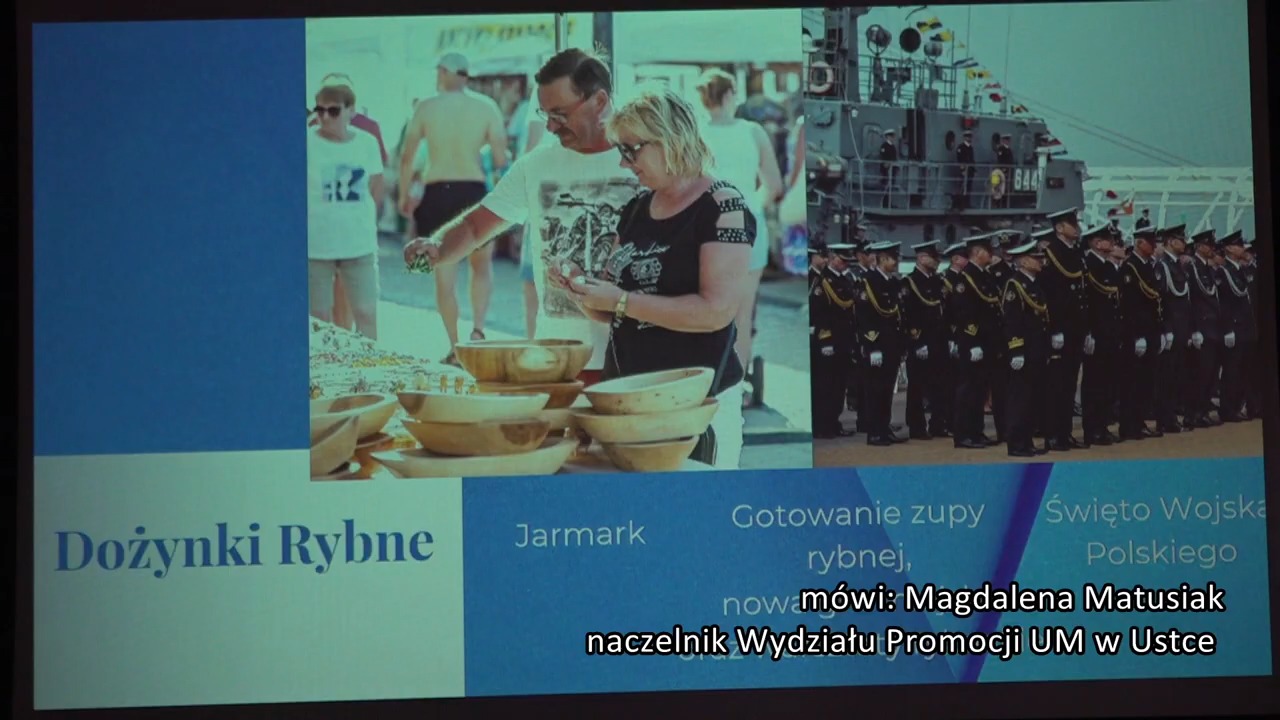 644
Dożynki Rybne
Jarmark
Gotowanie zupy
rybnej,
Święto Wojska
Polskiego
mówi: Magdalena Matusiak
naczelnik Wydziału Promocji UM w Ustce